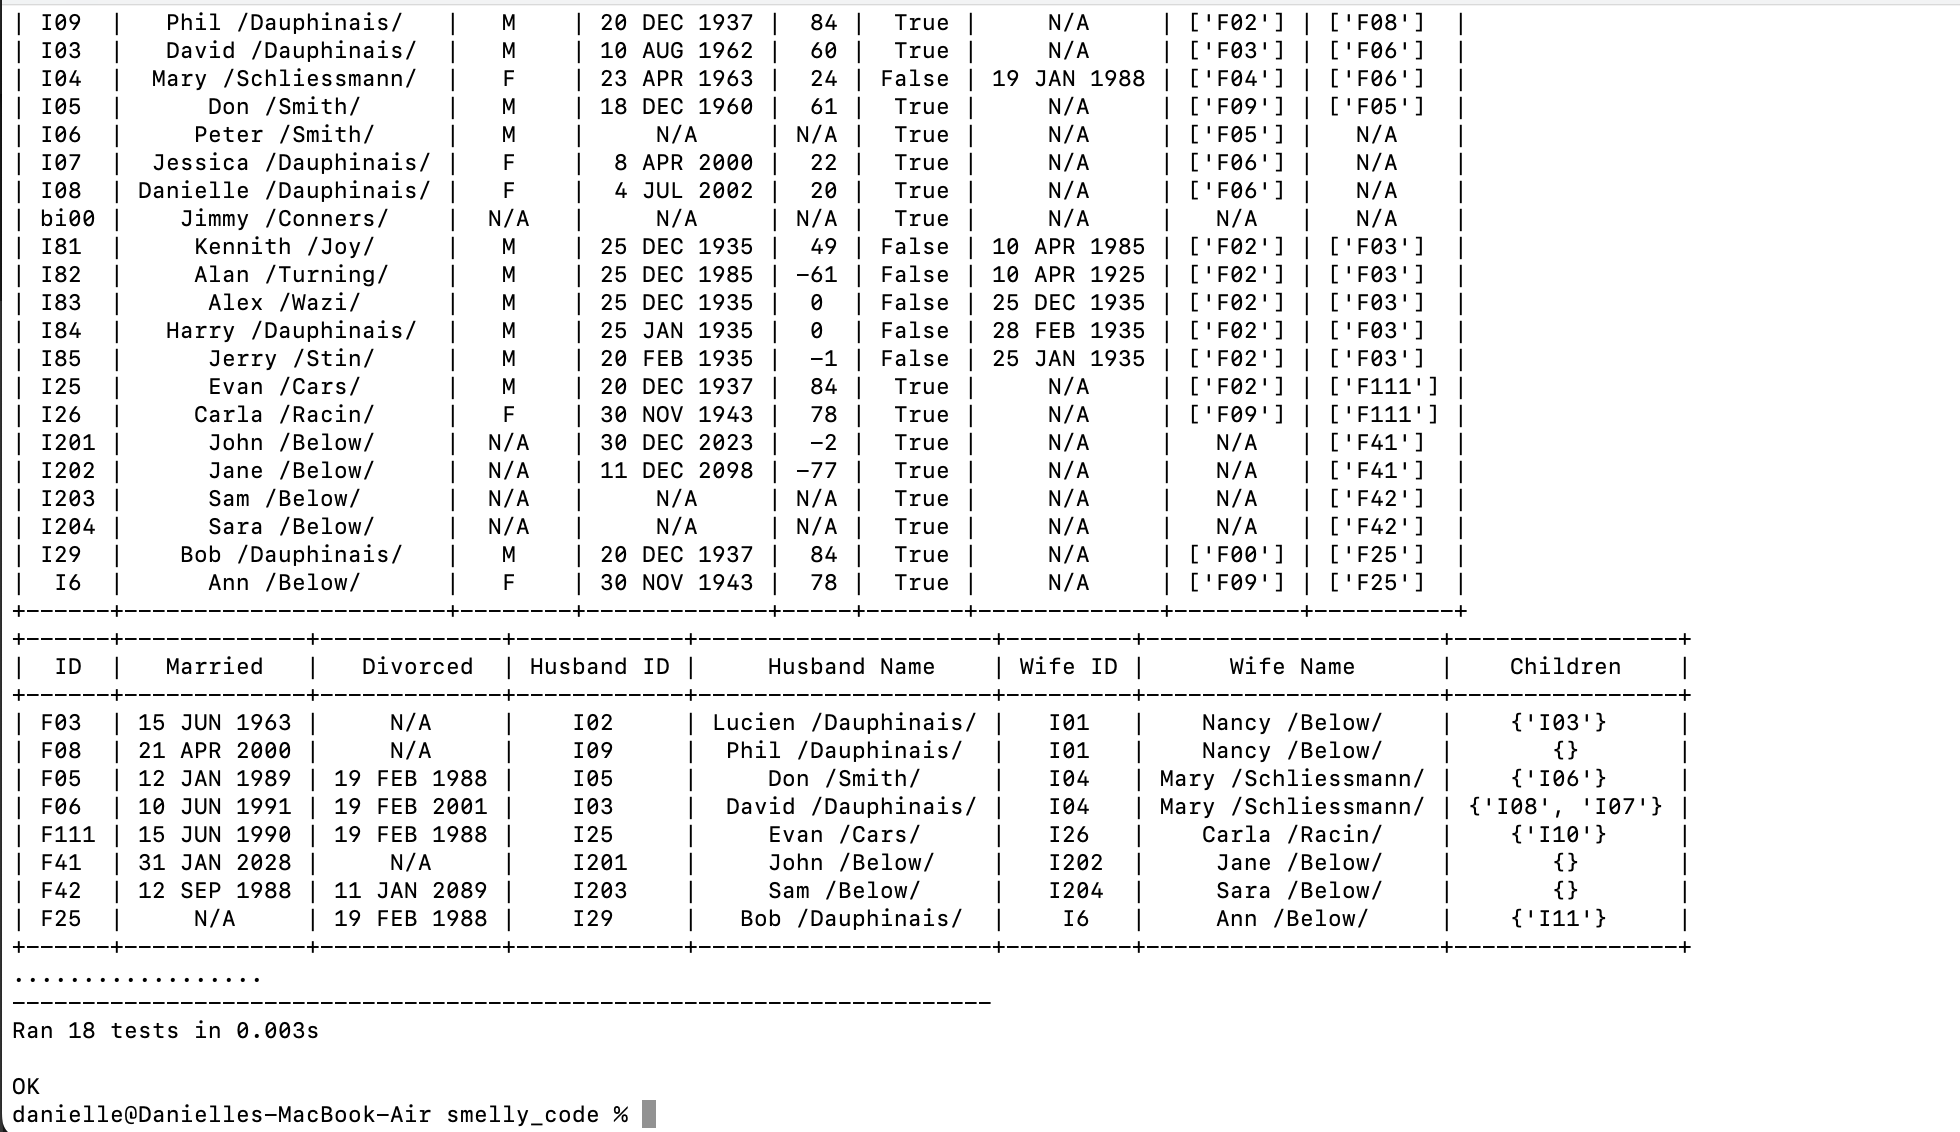 | I09  |   Phil /Dauphinais/    |   M    | 20 DEC 1937 |  84 |  True |     N/A     | ['F02'] | ['F08']  |
| I03  |   David /Dauphinais/   |   M    | 10 AUG 1962 |  60 |  True |     N/A     | ['F03'] | ['F06']  |
| I04  |  Mary /Schliessmann/   |   F    | 23 APR 1963 |  24 | False | 19 JAN 1988 | ['F04'] | ['F06']  |
| I05  |      Don /Smith/       |   M    | 18 DEC 1960 |  61 |  True |     N/A     | ['F09'] | ['F05']  |
| I06  |     Peter /Smith/      |   M    |     N/A     | N/A |  True |     N/A     | ['F05'] |   N/A    |
| I07  |  Jessica /Dauphinais/ |   F    |  8 APR 2000 |  22 |  True |     N/A     | ['F06'] |   N/A    |
| I08  | Danielle /Dauphinais/ |   F    |  4 JUL 2002 |  20 |  True |     N/A     | ['F06'] |   N/A    |
| bi00 |    Jimmy /Conners/     |  N/A   |     N/A     | N/A |  True |     N/A     |   N/A   |   N/A    |
| I81  |     Kennith /Joy/      |   M    | 25 DEC 1935 |  49 | False | 10 APR 1985 | ['F02'] | ['F03']  |
| I82  |     Alan /Turning/     |   M    | 25 DEC 1985 | -61 | False | 10 APR 1925 | ['F02'] | ['F03']  |
| I83  |      Alex /Wazi/       |   M    | 25 DEC 1935 |  0  | False | 25 DEC 1935 | ['F02'] | ['F03']  |
| I84  |   Harry /Dauphinais/   |   M    | 25 JAN 1935 |  0  | False | 28 FEB 1935 | ['F02'] | ['F03']  |
| I85  |      Jerry /Stin/      |   M    | 20 FEB 1935 |  -1 | False | 25 JAN 1935 | ['F02'] | ['F03']  |
| I25  |      Evan /Cars/       |   M    | 20 DEC 1937 |  84 |  True |     N/A     | ['F02'] | ['F111'] |
| I26  |     Carla /Racin/      |   F    | 30 NOV 1943 |  78 |  True |     N/A     | ['F09'] | ['F111'] |
| I201 |      John /Below/      |  N/A   | 30 DEC 2023 |  -2 |  True |     N/A     |   N/A   | ['F41']  |
| I202 |      Jane /Below/      |  N/A   | 11 DEC 2098 | -77 |  True |     N/A     |   N/A   | ['F41']  |
| I203 |      Sam /Below/       |  N/A   |     N/A     | N/A |  True |     N/A     |   N/A   | ['F42']  |
| I204 |      Sara /Below/      |  N/A   |     N/A     | N/A |  True |     N/A     |   N/A   | ['F42']  |
| I29  |    Bob /Dauphinais/    |   M    | 20 DEC 1937 |  84 |  True |     N/A     | ['F00'] | ['F25']  |
|  I6  |      Ann /Below/       |   F    | 30 NOV 1943 |  78 |  True |     N/A     | ['F09'] | ['F25']  |
+------+-----------------------+--------+-------------+-----+-------+-------------+---------+----------+
+------+-------------+-------------+------------+---------------------+---------+---------------------+----------------+
|  ID  |   Married   |   Divorced  | Husband ID |     Husband Name    | Wife ID |      Wife Name      |    Children    |
+------+-------------+-------------+------------+---------------------+---------+---------------------+----------------+
| F03  | 15 JUN 1963 |     N/A     |    I02     | Lucien /Dauphinais/ |   I01   |    Nancy /Below/    |    {'I03'}     |
| F08  | 21 APR 2000 |     N/A     |    I09     |  Phil /Dauphinais/  |   I01   |    Nancy /Below/    |       {}       |
| F05  | 12 JAN 1989 | 19 FEB 1988 |    I05     |     Don /Smith/     |   I04   | Mary /Schliessmann/ |    {'I06'}     |
| F06  | 10 JUN 1991 | 19 FEB 2001 |    I03     |  David /Dauphinais/ |   I04   | Mary /Schliessmann/ | {'I08', 'I07'} |
| F111 | 15 JUN 1990 | 19 FEB 1988 |    I25     |     Evan /Cars/     |   I26   |    Carla /Racin/    |    {'I10'}     |
| F41  | 31 JAN 2028 |     N/A     |    I201    |     John /Below/    |   I202  |     Jane /Below/    |       {}       |
| F42  | 12 SEP 1988 | 11 JAN 2089 |    I203    |     Sam /Below/     |   I204  |     Sara /Below/    |       {}       |
| F25  |     N/A     | 19 FEB 1988 |    I29     |   Bob /Dauphinais/  |    I6   |     Ann /Below/     |    {'I11'}     |
+------+-------------+-------------+------------+---------------------+---------+---------------------+----------------+
..................
----------------------------------------------------------------------
Ran 18 tests in 0.003s
OK
danielle@Danielles-MacBook-Air smelly_code %